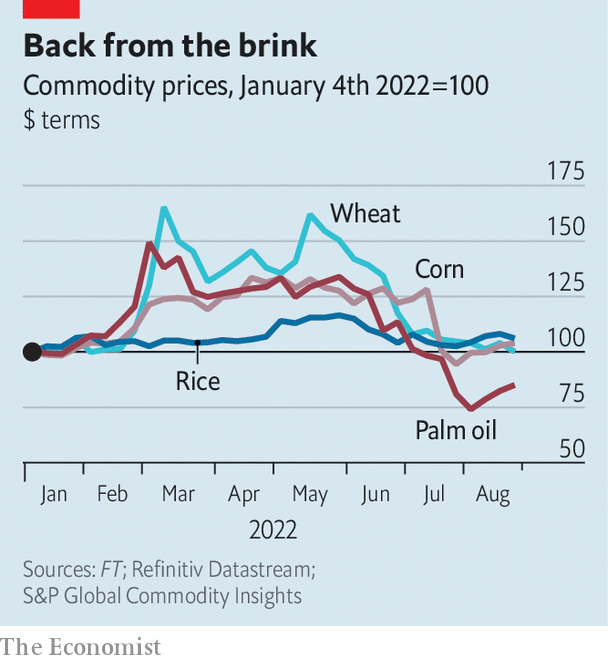 Back from the brink
Commodity prices, January 4th 2022=100
$ terms
175
150
125
100
75
50
Wheat
Corn
Rice
Palm oil
Jan Feb Mar Apr May Jun Jul Aug
2022
Sources: FT; Refinitiv Datastream;
S&P Global Commodity Insights
The Economist